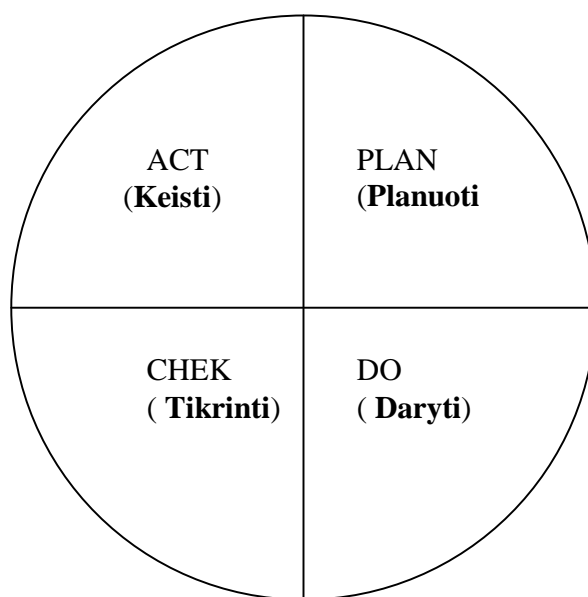 ACT
(Keisti)
PLAN
(Planuoti
CHEK
( Tikrinti)
DO
( Daryti)